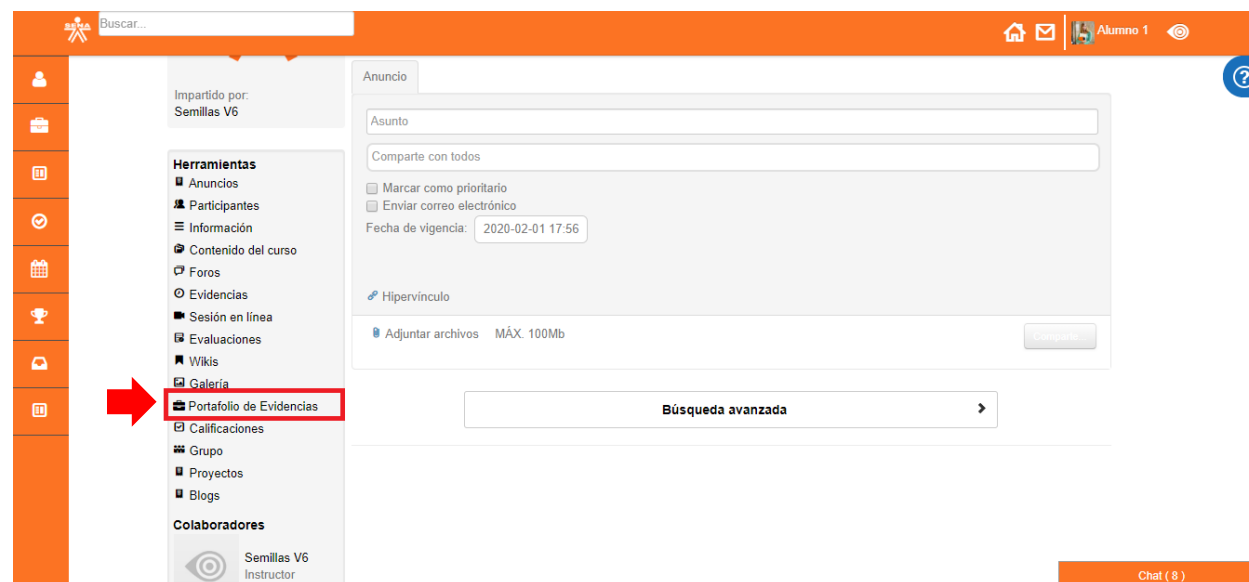 SENA
Buscar...
Alumno 1
Impartido por:
Semillas V6
Herramientas
Anuncios
Participantes
Información
Contenido del curso
Foros
Evidencias
Sesión en línea
Evaluaciones
Wikis
Galería
Portafolio de Evidencias
Calificaciones
Grupo
Proyectos
Blogs
Colaboradores
Semillas V6
Instructor
Anuncio
Asunto
Comparte con todos
Marcar como prioritario
Enviar correo electrónico
Fecha de vigencia: 2020-02-01 17:56
Hipervínculo
Adjuntar archivos MÁX. 100Mb
Búsqueda avanzada
?
Chat ( 8 )